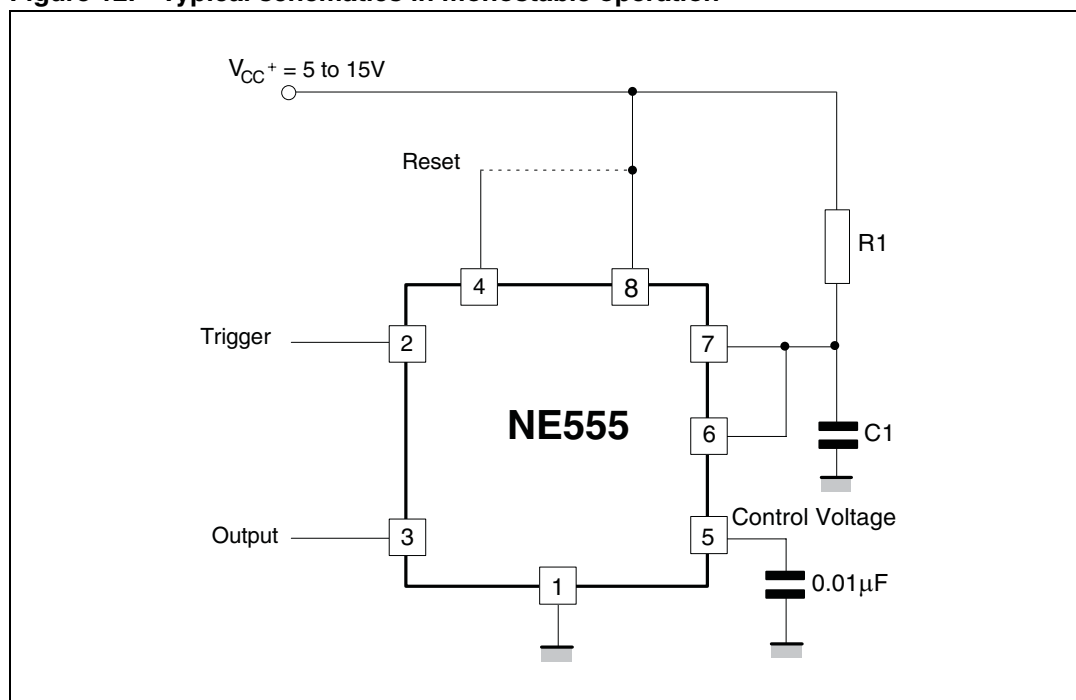 Figure 12. Typical schematics in monostable operation
VCC+ = 5 to 15V
Reset
R1
4
8
Trigger
2
7
NE555
6
C1
Control Voltage
Output
3
5
1
0.01μF